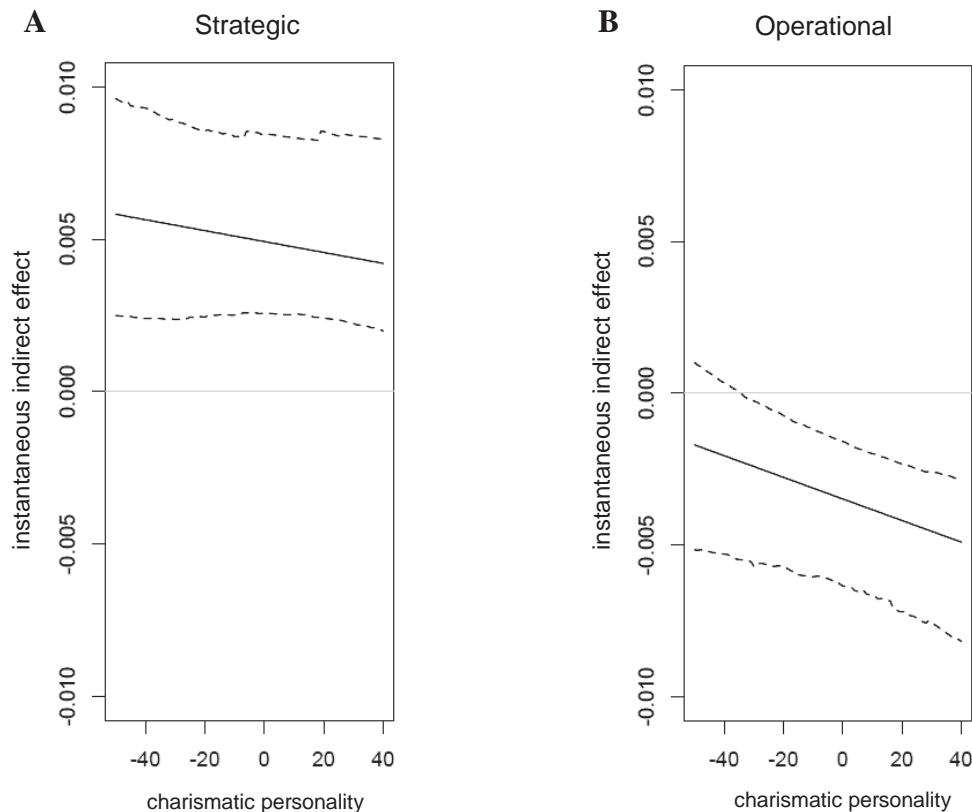 A
Strategic
instantaneous indirect effect
0.010
0.005
0.000
-0.005
-0.010
-40 -20 0 20 40
charismatic personality
B
Operational
instantaneous indirect effect
0.010
0.005
0.000
-0.005
-0.010
-40 -20 0 20 40
charismatic personality